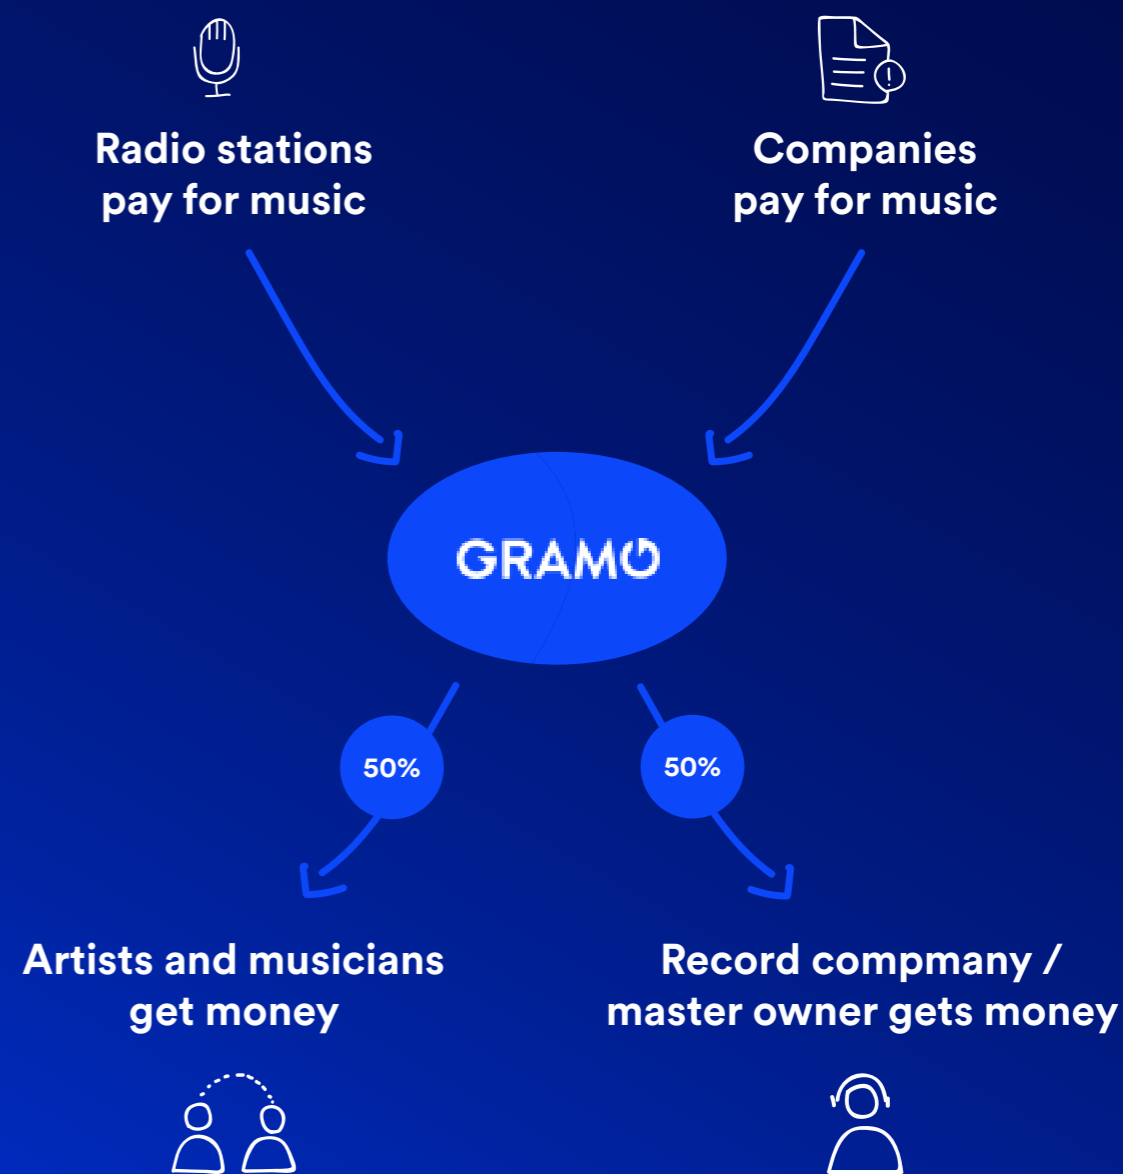 Radio stations
pay for music
Companies
pay for music
GRAMO
50%
50%
Artists and musicians
get money
Record compmany /
master owner gets money